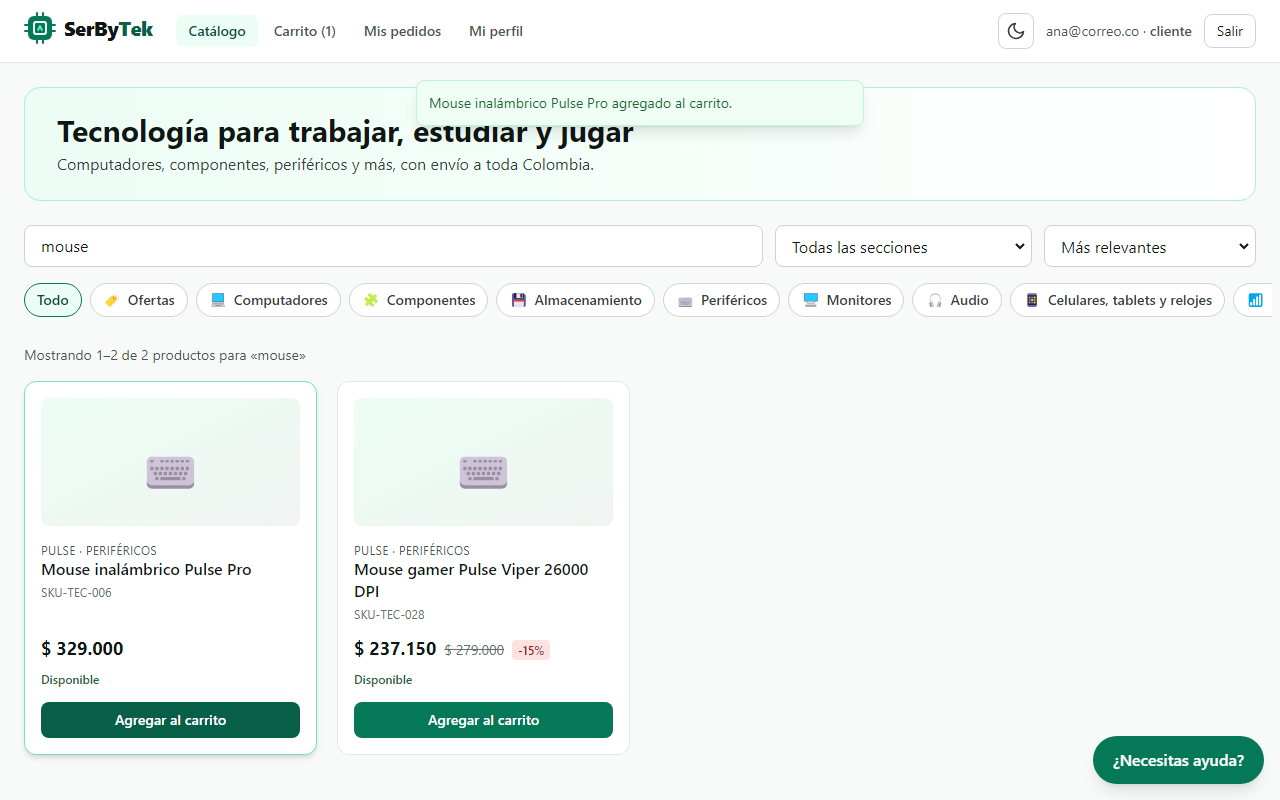 SerByTek
Catálogo
Carrito (1)
Mis pedidos
Mi perfil
ana@correo.co · cliente
Salir
Mouse inalámbrico Pulse Pro agregado al carrito.
Tecnología para trabajar, estudiar y jugar
Computadores, componentes, periféricos y más, con envío a toda Colombia.
mouse
Todas las secciones
Más relevantes
Todo
Ofertas
Computadores
Componentes
Almacenamiento
Periféricos
Monitores
Audio
Celulares, tablets y relojes
Mostrando 1–2 de 2 productos para «mouse»
PULSE · PERIFÉRICOS
Mouse inalámbrico Pulse Pro
SKU-TEC-006
$ 329.000
Disponible
Agregar al carrito
PULSE · PERIFÉRICOS
Mouse gamer Pulse Viper 26000
DPI
SKU-TEC-028
$ 237.150 $ 279.000 -15%
Disponible
Agregar al carrito
¿Necesitas ayuda?